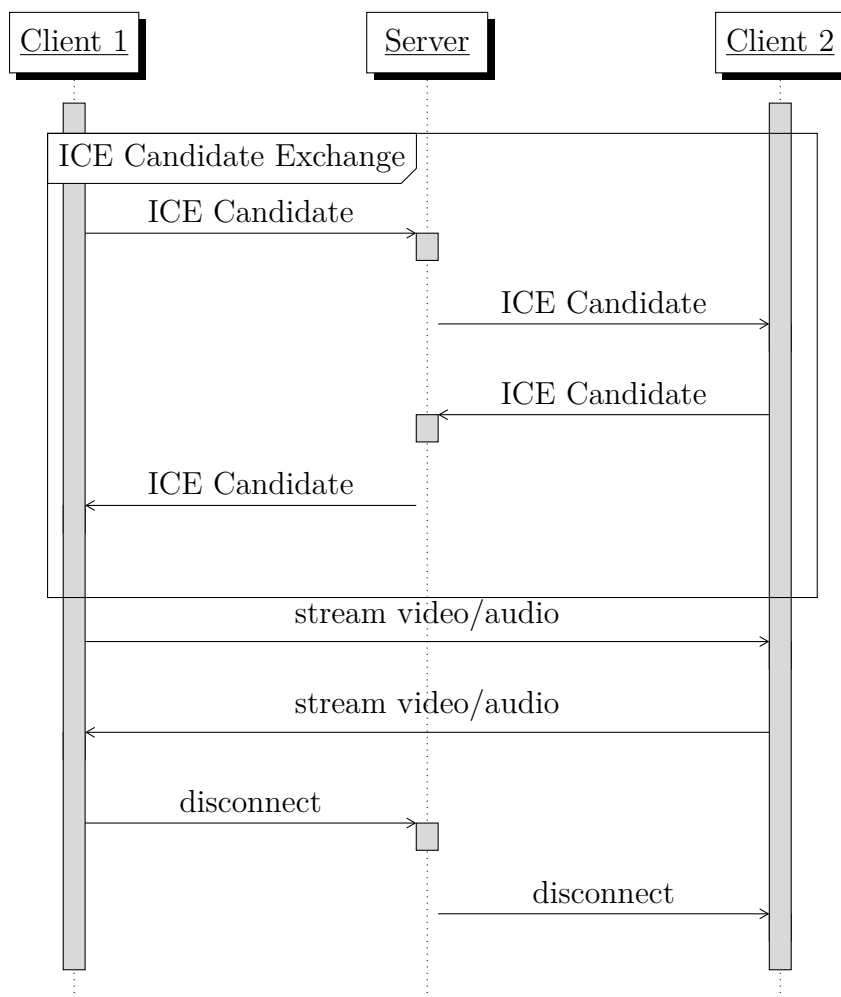 Client 1
Server
Client 2
ICE Candidate Exchange
ICE Candidate
ICE Candidate
ICE Candidate
ICE Candidate
stream video/audio
stream video/audio
disconnect
disconnect